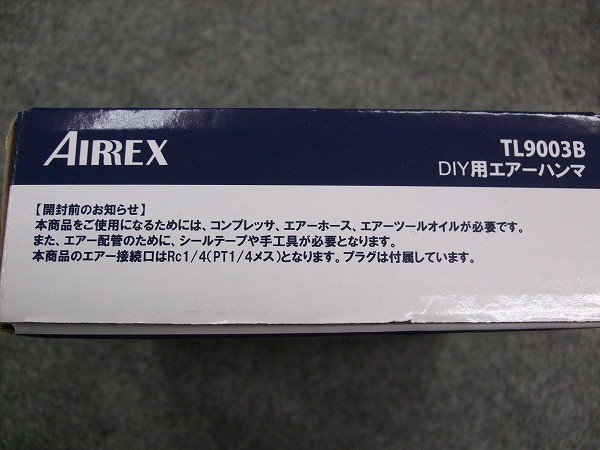 AIRREX
TL9003B
DIY用エアーハンマ
【開封前のお知らせ】
本商品をご使用になるためには、コンプレッサ、エアーホース、エアーツールオイルが必要です。
また、エアー配管のために、シールテープや手工具が必要となります。
本商品のエアー接続口はRc1/4(PT1/4メス)となります。プラグは付属しています。